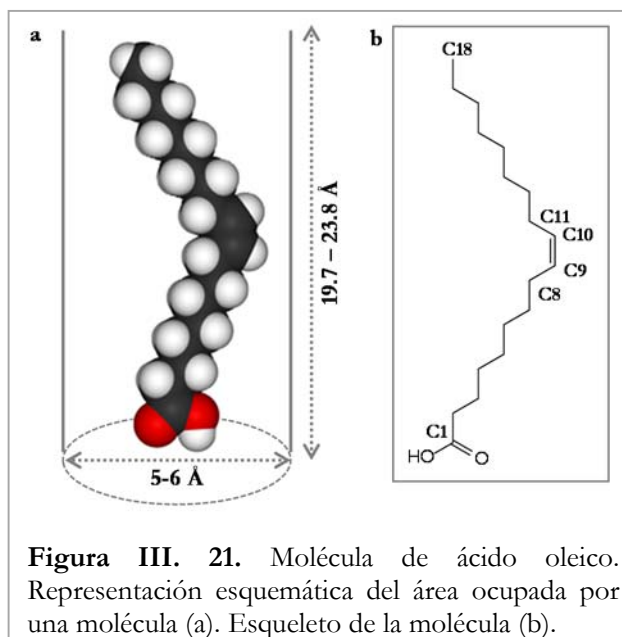 a
19.7 – 23.8 Å
5-6 Å
b
C18
C11
C10
C9
C8
C1
HO
O
Figura III. 21. Molécula de ácido oleico.
Representación esquemática del área ocupada por
una molécula (a). Esqueleto de la molécula (b).